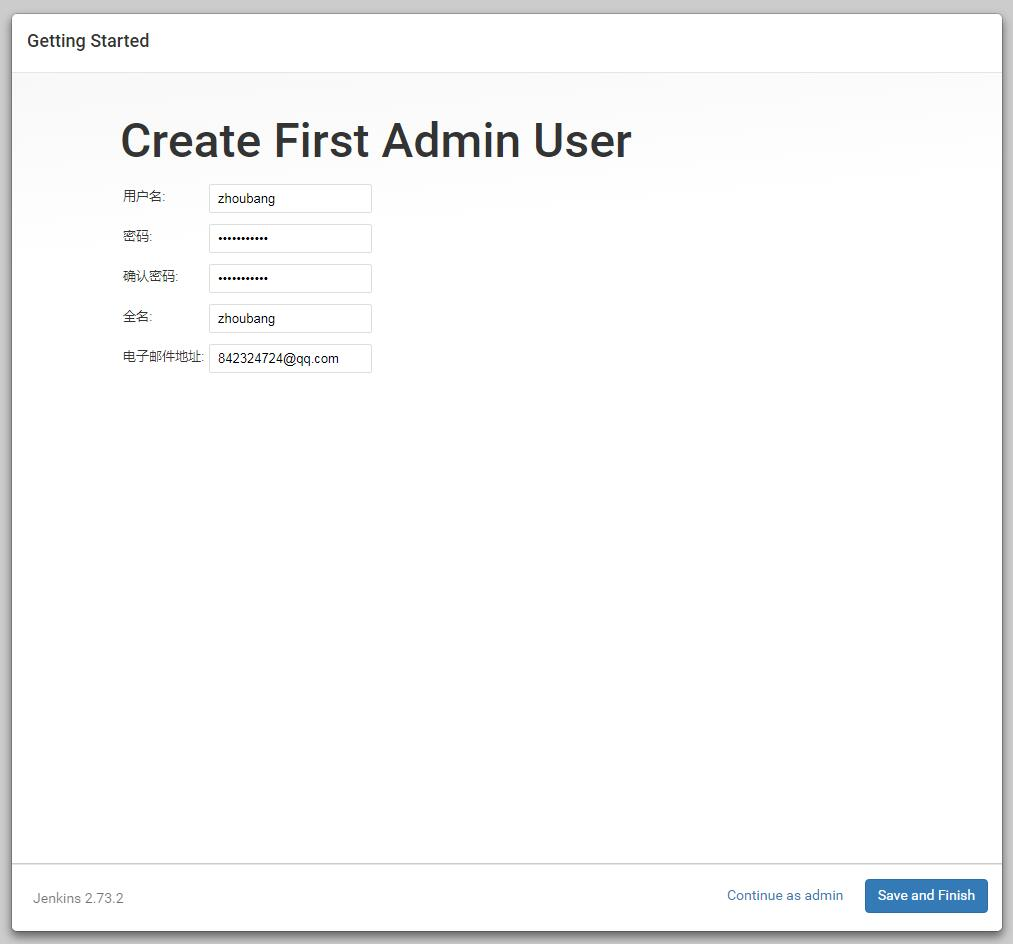 Getting Started
Create First Admin User
用户名: zhoubang
密码: •••••••••••
确认密码: •••••••••••
全名: zhoubang
电子邮件地址: 842324724@qq.com
Jenkins 2.73.2 Continue as admin Save and Finish